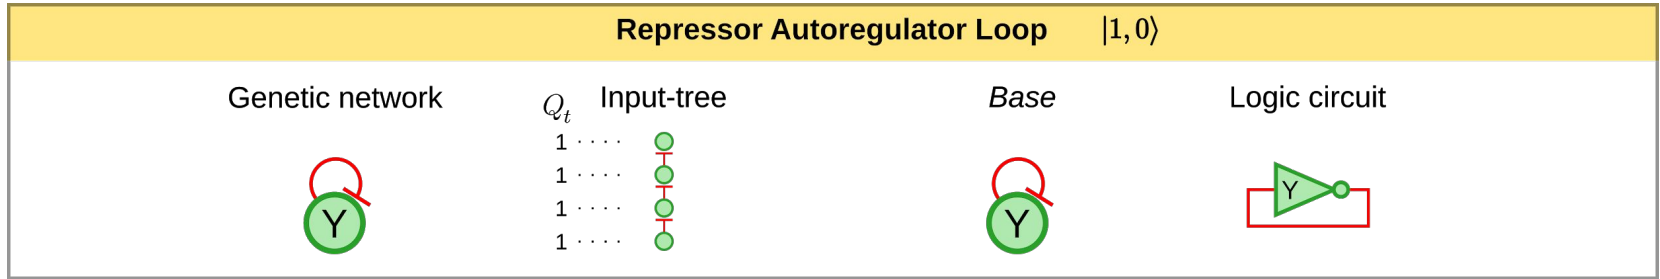 Repressor Autoregulator Loop |1, 0⟩
Genetic network
Q_t Input-tree
Base
Logic circuit
1 · · · ·
1 · · · ·
1 · · · ·
1 · · · ·
Y
Y
Y